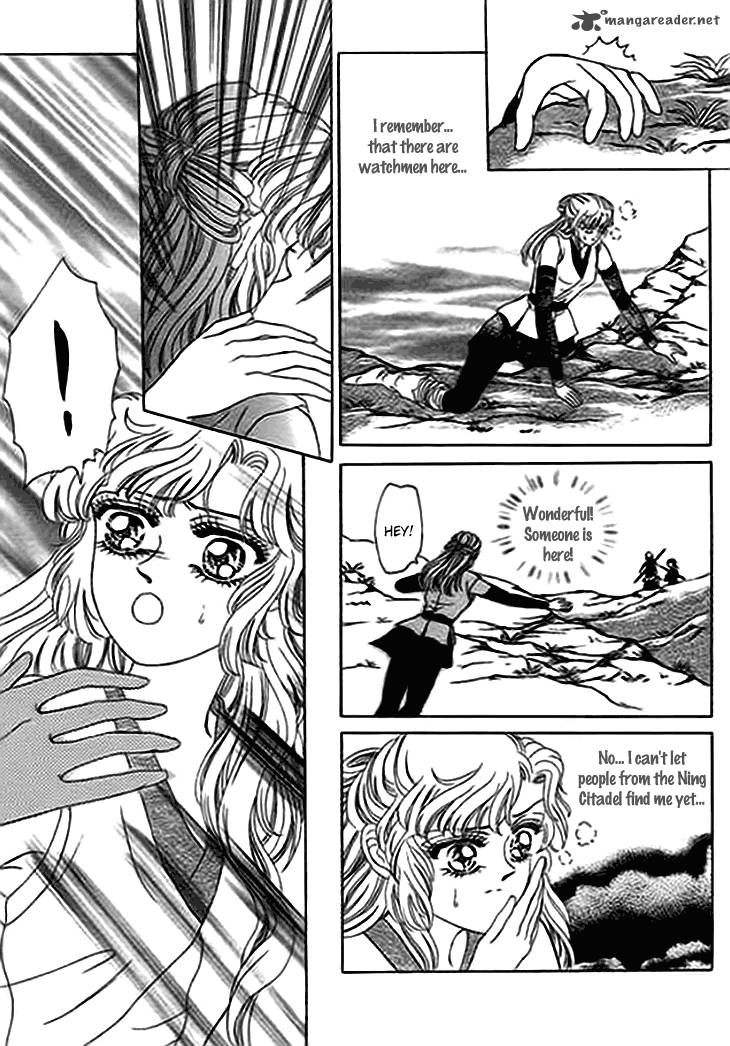 mangareader.net
I remember...
that there are
watchmen here...
Wonderful!
Someone is
here!
HEY!
No... I can't let
people from the Ning
Citadel find me yet...
!